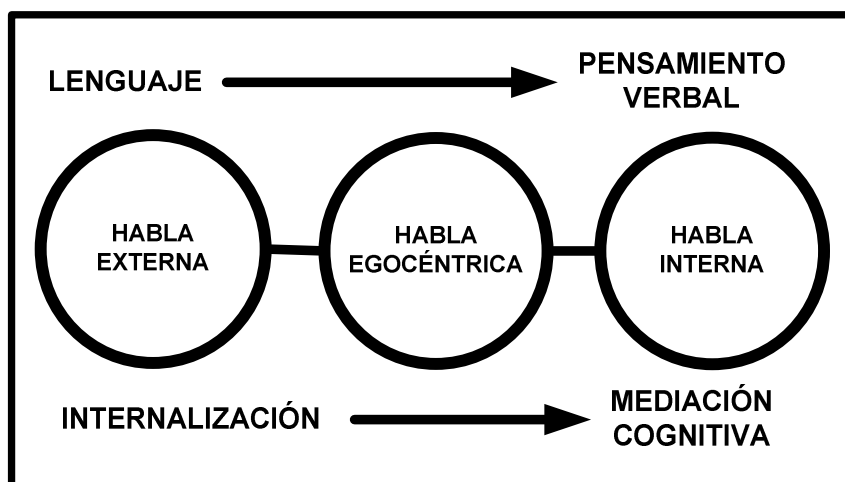 LENGUAJE
PENSAMIENTO
VERBAL
HABLA
EXTERNA
HABLA
EGOCÉNTRICA
HABLA
INTERNA
INTERNALIZACIÓN
MEDIACIÓN
COGNITIVA